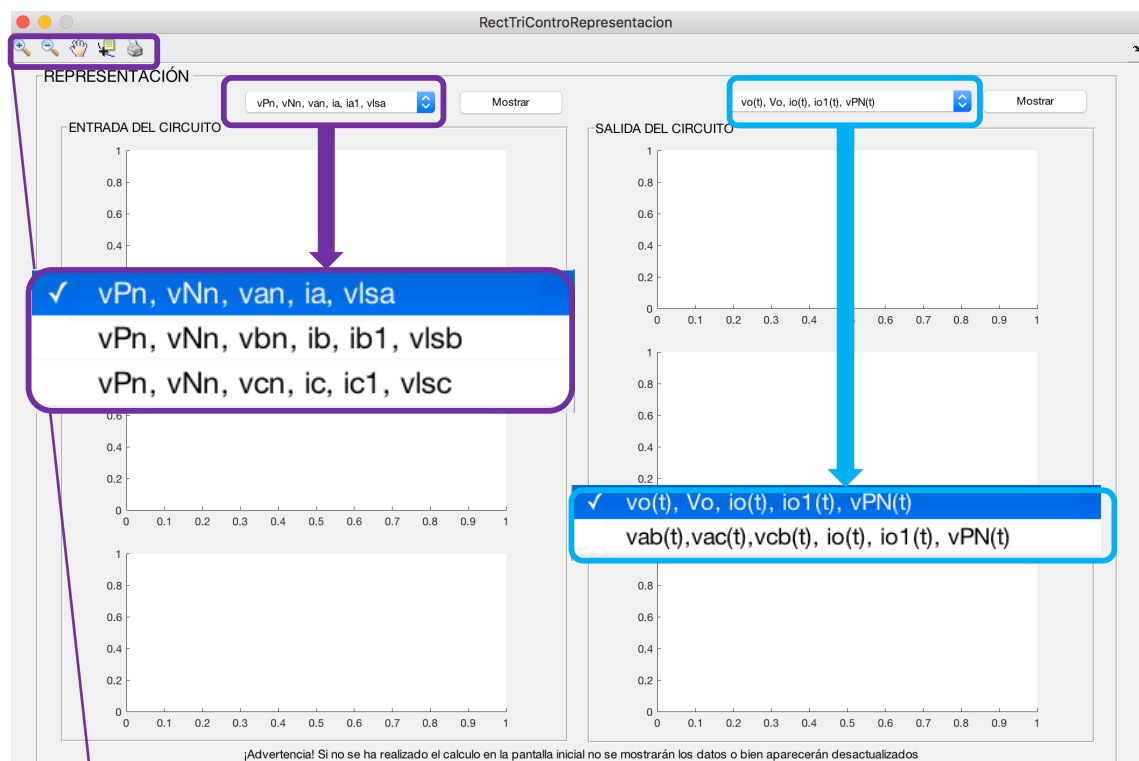 RectTriControRepresentacion
REPRESENTACIÓN
vPn, vNn, van, ia, ia1, vlsa
Mostrar
vo(t), Vo, io(t), io1(t), vPN(t)
Mostrar
ENTRADA DEL CIRCUITO
1
0.8
0.6
0.4
✓ vPn, vNn, van, ia, vlsa
vPn, vNn, vbn, ib, ib1, vlsb
vPn, vNn, vcn, ic, ic1, vlsc
0.6
0.4
0.2
0
0 0.1 0.2 0.3 0.4 0.5 0.6 0.7 0.8 0.9 1
1
0.8
0.6
0.4
0.2
0
0 0.1 0.2 0.3 0.4 0.5 0.6 0.7 0.8 0.9 1
SALIDA DEL CIRCUITO
1
0.8
0.6
0.4
0.2
0
0 0.1 0.2 0.3 0.4 0.5 0.6 0.7 0.8 0.9 1
1
0.8
0.6
0.4
0.2
✓ vo(t), Vo, io(t), io1(t), vPN(t)
vab(t),vac(t),vcb(t), io(t), io1(t), vPN(t)
0.8
0.6
0.4
0.2
0
0 0.1 0.2 0.3 0.4 0.5 0.6 0.7 0.8 0.9 1
¡Advertencia! Si no se ha realizado el calculo en la pantalla inicial no se mostrarán los datos o bien aparecerán desactualizados